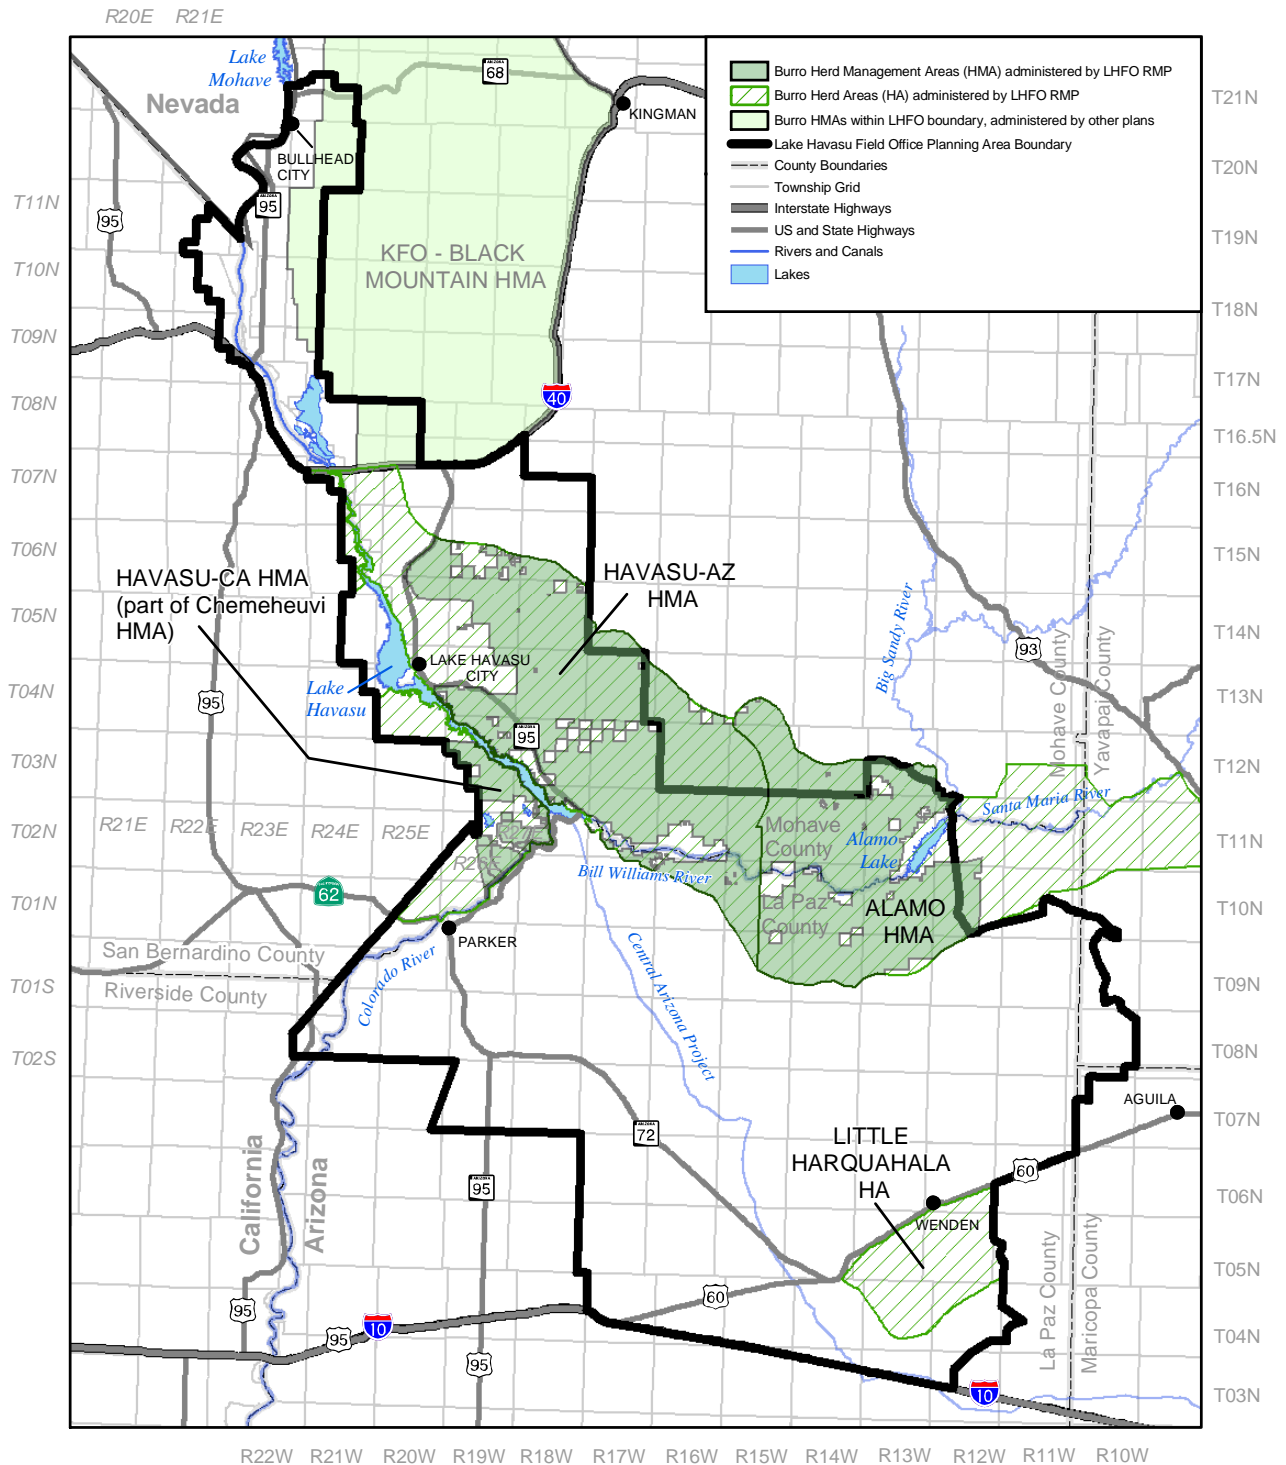 R20E R21E
Lake
Mohave
Nevada
68
KINGMAN
BULLHEAD
CITY
95
95
KFO - BLACK
MOUNTAIN HMA
40
Burro Herd Management Areas (HMA) administered by LHFO RMP
Burro Herd Areas (HA) administered by LHFO RMP
Burro HMAs within LHFO boundary, administered by other plans
Lake Havasu Field Office Planning Area Boundary
County Boundaries
Township Grid
Interstate Highways
US and State Highways
Rivers and Canals
Lakes
T11N
T10N
T09N
T08N
T07N
T06N
T05N
T04N
T03N
T02N
T01N
T01S
T02S
T21N
T20N
T19N
T18N
T17N
T16.5N
T16N
T15N
T14N
T13N
T12N
T11N
T10N
T09N
T08N
T07N
T06N
T05N
T04N
T03N
HAVASU-CA HMA
(part of Chemeheuvi
HMA)
HAVASU-AZ
HMA
Big Sandy River
93
Mohave County
Yavapai County
95
Lake
Havasu
LAKE HAVASU
CITY
95
Santa Maria River
R21E R22E R23E R24E R25E
R26E
R27E
Mohave
County
Alamo
Lake
Bill Williams River
La Paz
County
ALAMO
HMA
62
PARKER
San Bernardino County
Riverside County
Colorado River
Central Arizona Project
AGUILA
72
LITTLE
HARQUAHALA
HA
60
WENDEN
California
Arizona
95
La Paz County
Maricopa County
60
95
10
95
95
10
R22W R21W R20W R19W R18W R17W R16W R15W R14W R13W R12W R11W R10W